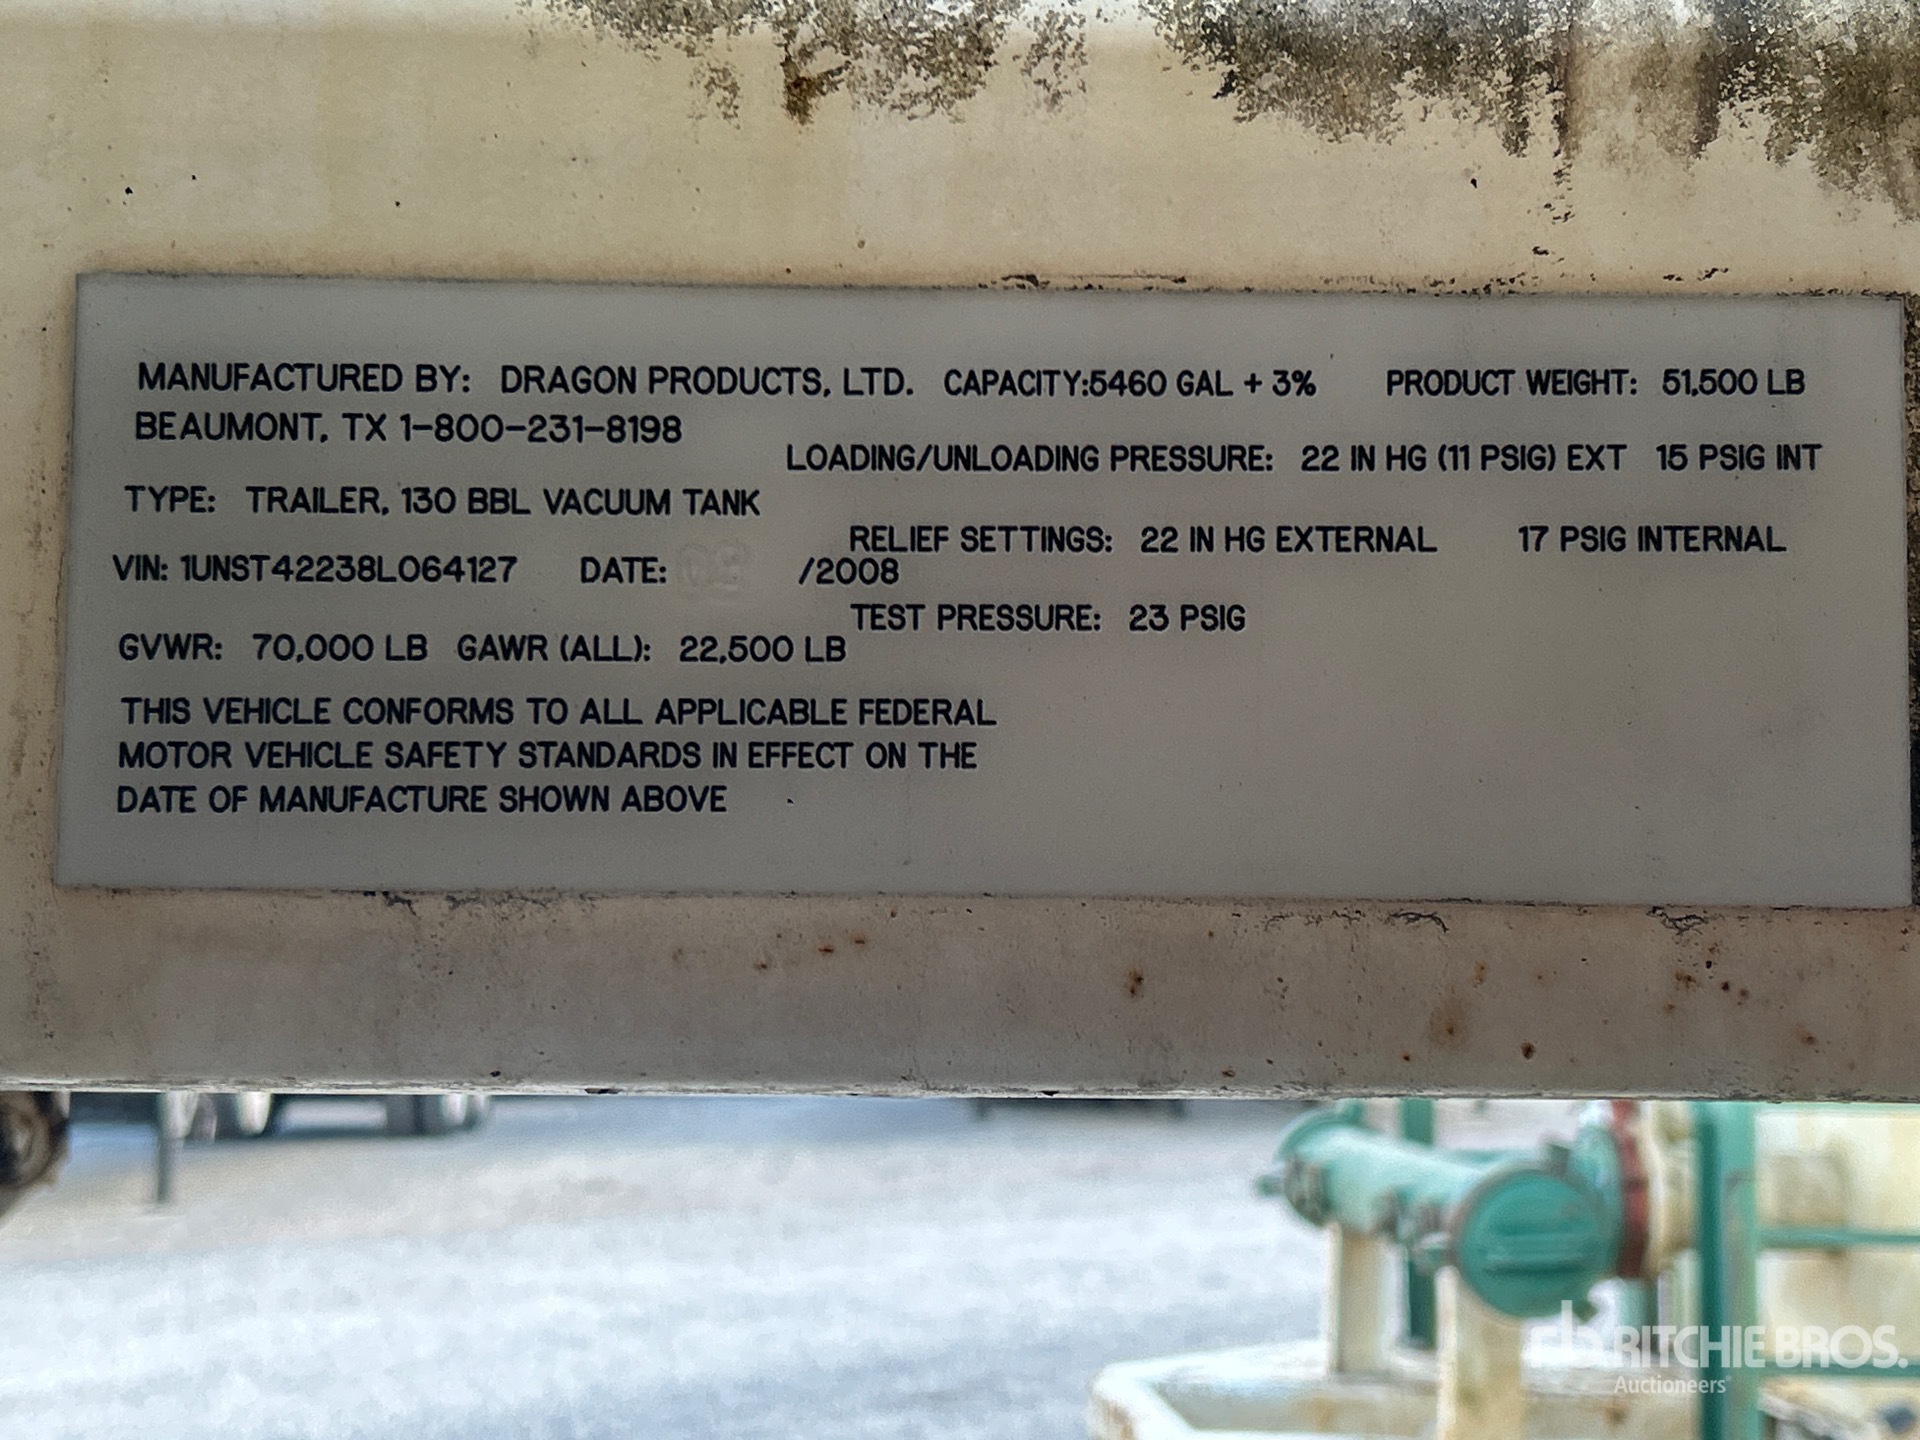 MANUFACTURED BY: DRAGON PRODUCTS, LTD. CAPACITY:5460 GAL + 3% PRODUCT WEIGHT: 51,500 LB
BEAUMONT, TX 1-800-231-8198
LOADING/UNLOADING PRESSURE: 22 IN HG (11 PSIG) EXT 15 PSIG INT
TYPE: TRAILER, 130 BBL VACUUM TANK
RELIEF SETTINGS: 22 IN HG EXTERNAL 17 PSIG INTERNAL
VIN: 1UNST42238L064127 DATE: /2008
TEST PRESSURE: 23 PSIG
GVWR: 70,000 LB GAWR (ALL): 22,500 LB
THIS VEHICLE CONFORMS TO ALL APPLICABLE FEDERAL
MOTOR VEHICLE SAFETY STANDARDS IN EFFECT ON THE
DATE OF MANUFACTURE SHOWN ABOVE
rb RITCHIE BROS.
Auctioneers